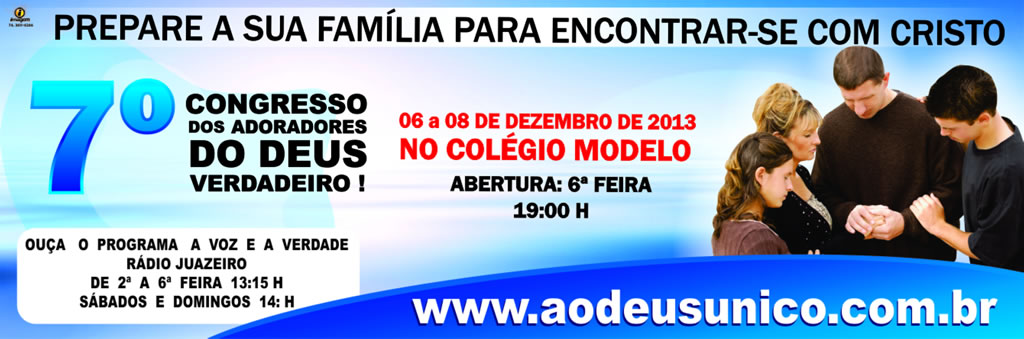 PREPARE A SUA FAMÍLIA PARA ENCONTRAR-SE COM CRISTO
7º
CONGRESSO
DOS ADORADORES
DO DEUS
VERDADEIRO !
06 a 08 DE DEZEMBRO DE 2013
NO COLÉGIO MODELO
ABERTURA: 6ª FEIRA
19:00 H
OUÇA O PROGRAMA A VOZ E A VERDADE
RÁDIO JUAZEIRO
DE 2ª A 6ª FEIRA 13:15 H
SÁBADOS E DOMINGOS 14: H
www.aodeusunico.com.br